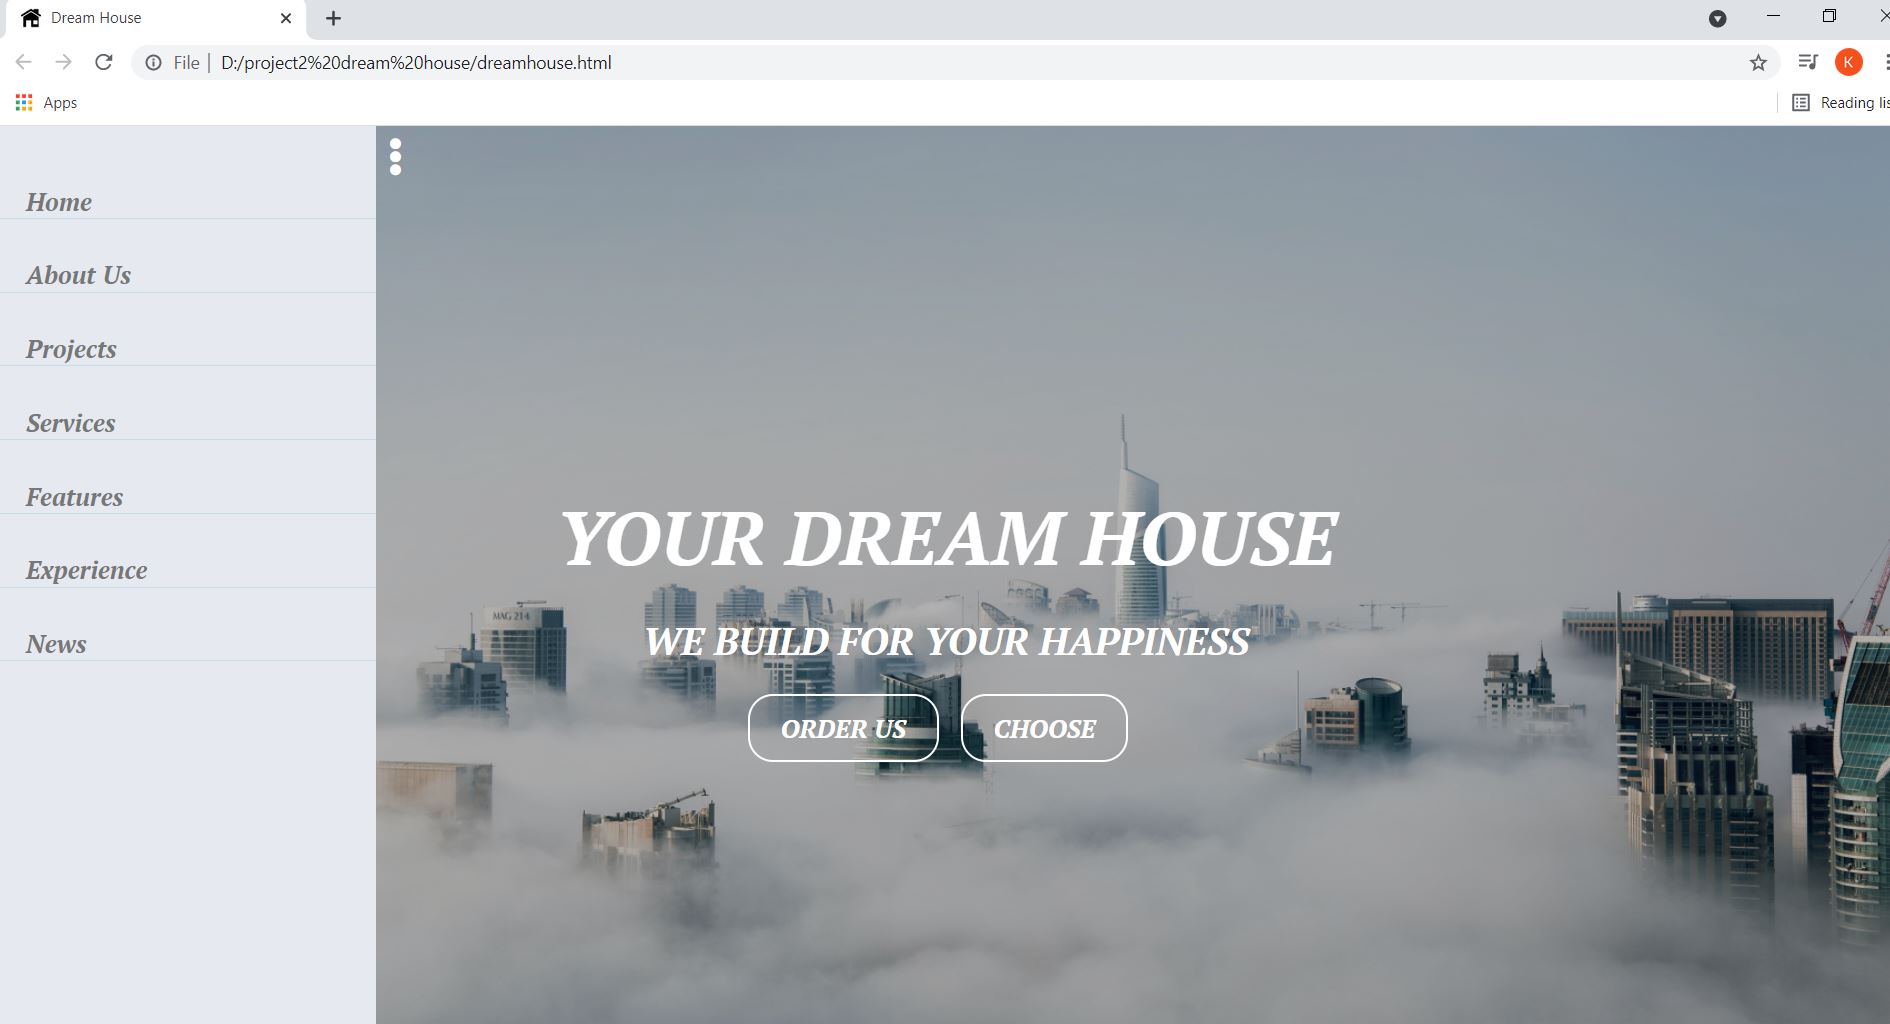 Dream House
File
D:/project2%20dream%20house/dreamhouse.html
K
Apps
Reading lis
Home
About Us
Projects
Services
Features
Experience
News
MAG 214
YOUR DREAM HOUSE
WE BUILD FOR YOUR HAPPINESS
ORDER US
CHOOSE